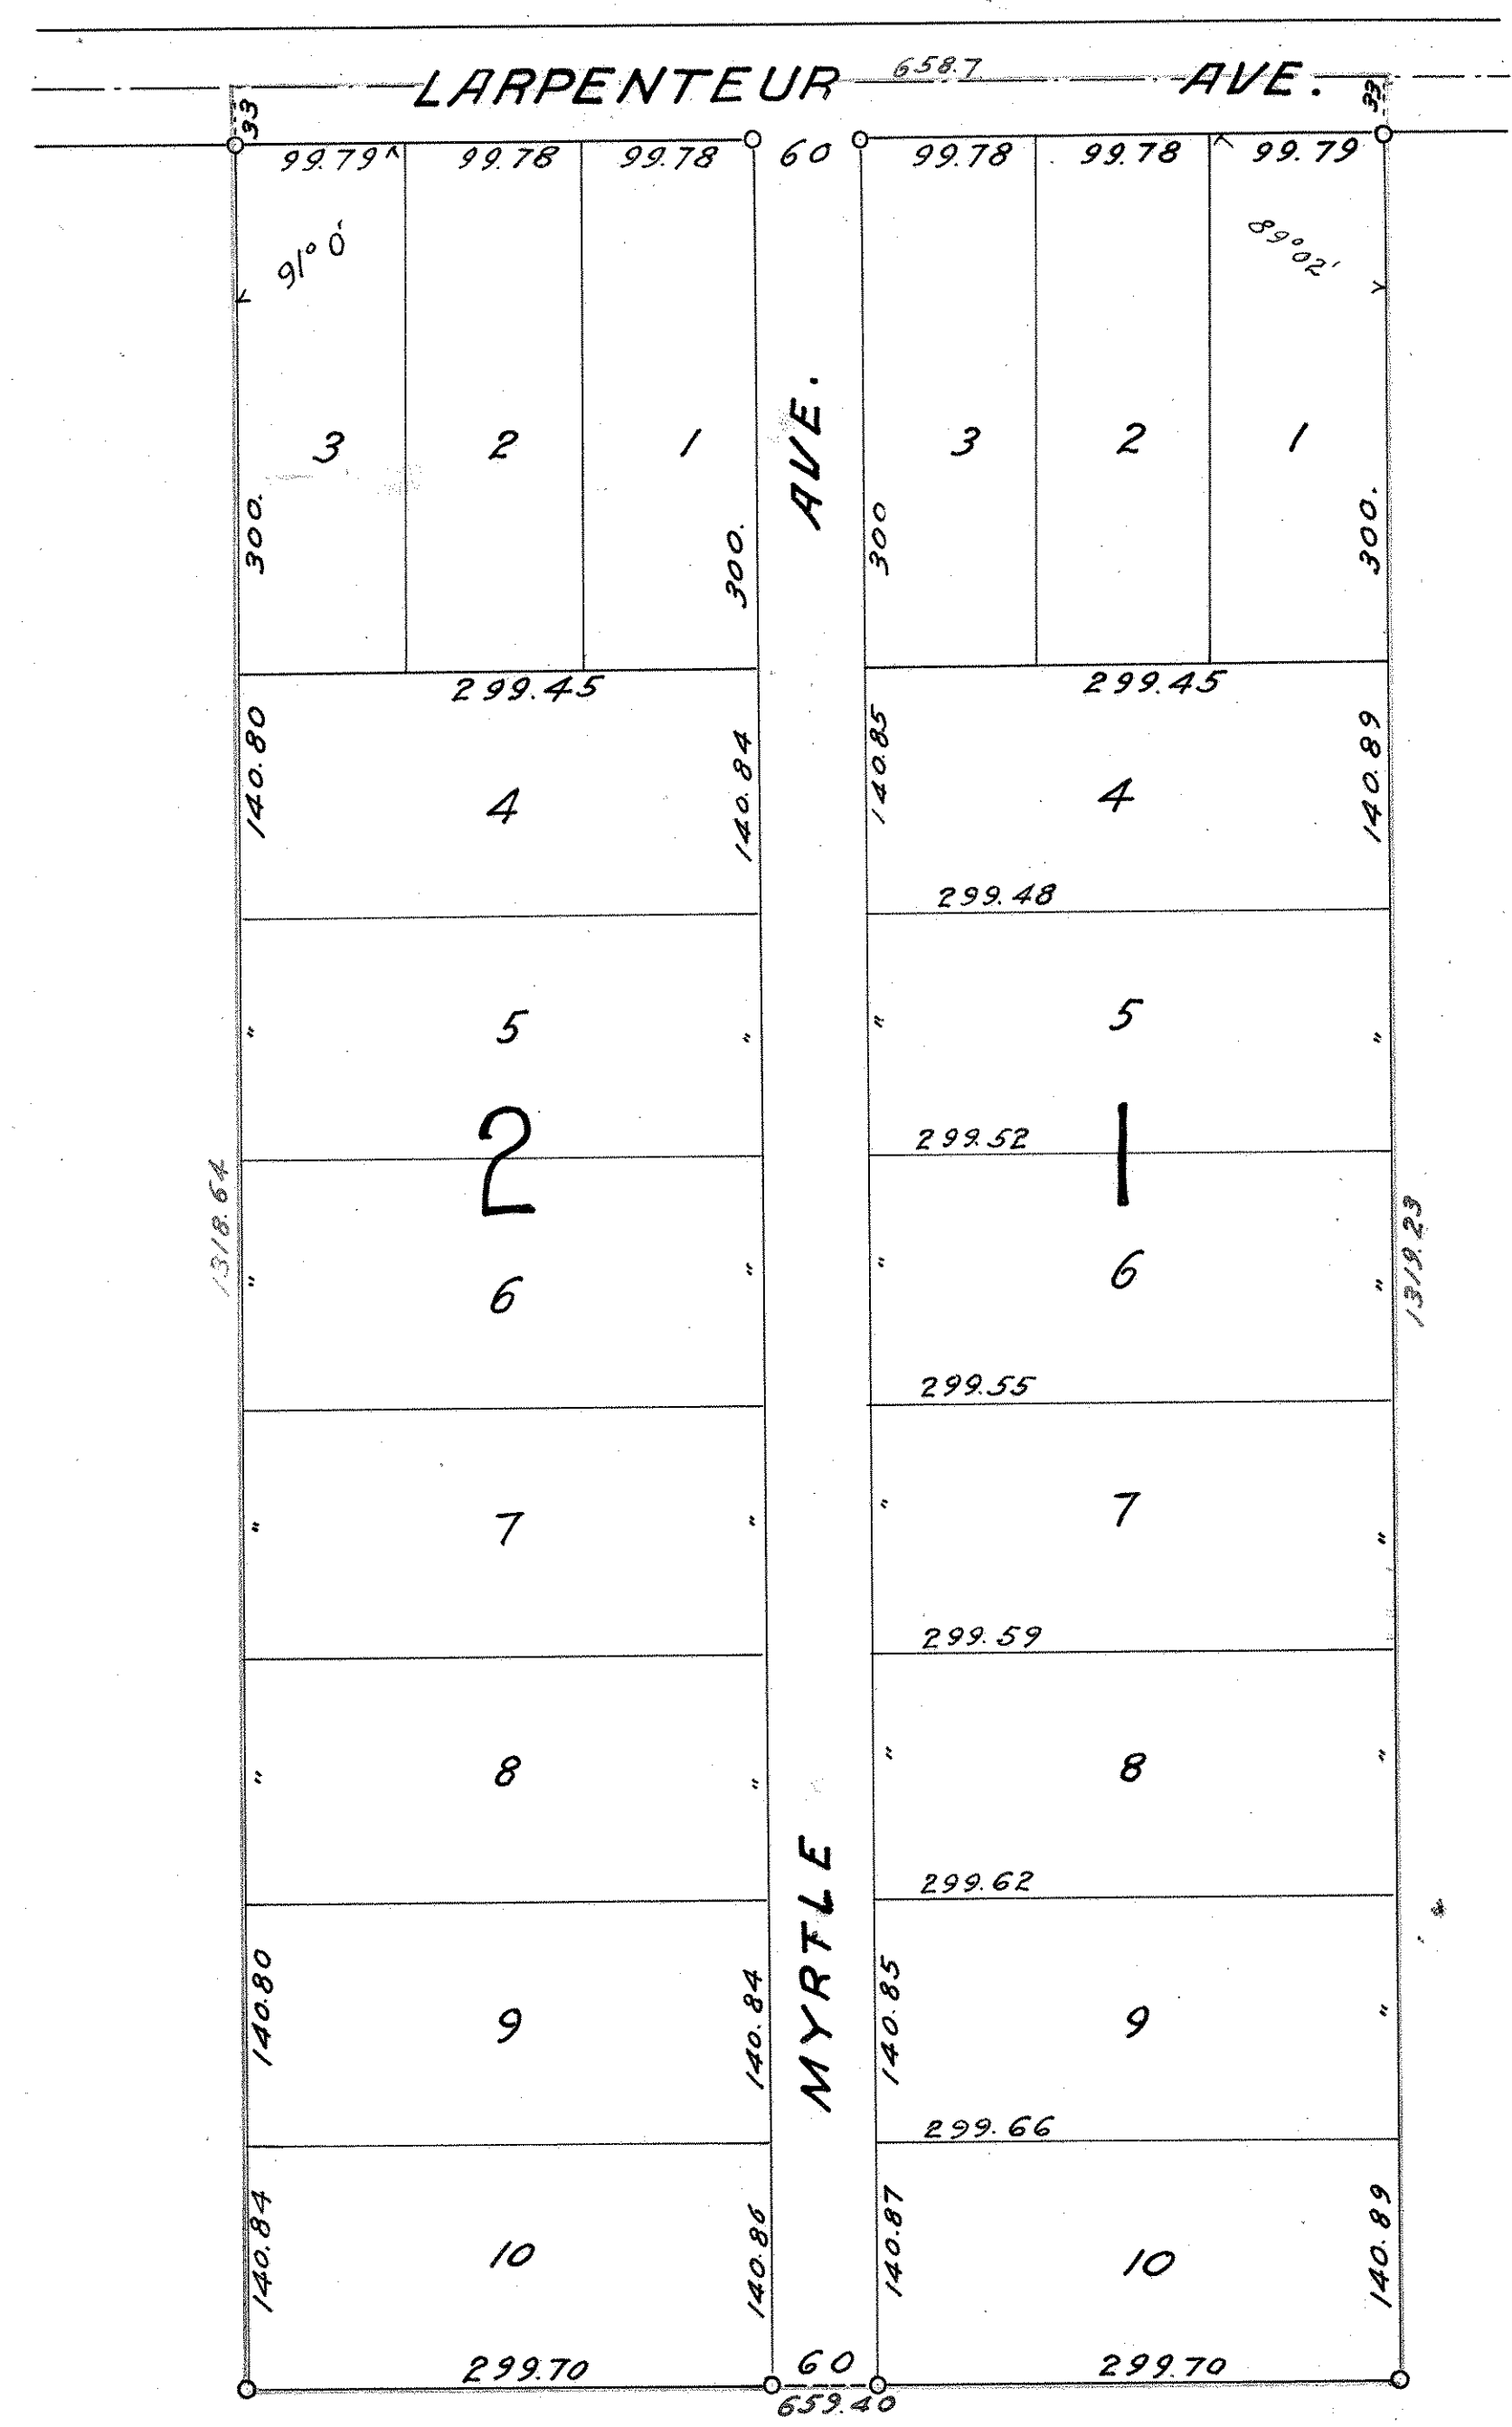 LARPENTEUR 658.7 AVE.
33 33
99.79 99.78 99.78 60 99.78 99.78 99.79
91° 0' 89° 02'
AVE.
3 2 1 3 2 1
300. 300. 300 300.
299.45 299.45
140.80 140.84 140.85 140.89
4 4
299.48
5 5
" " " "
299.52
2 1
1318.64 1319.23
6 6
" " " "
299.55
7 7
" " " "
299.59
8 8
" " " "
299.62
MYRTLE
140.80 140.84 140.85 "
9 9
299.66
140.84 140.86 140.87 140.89
10 10
299.70 60 299.70
659.40